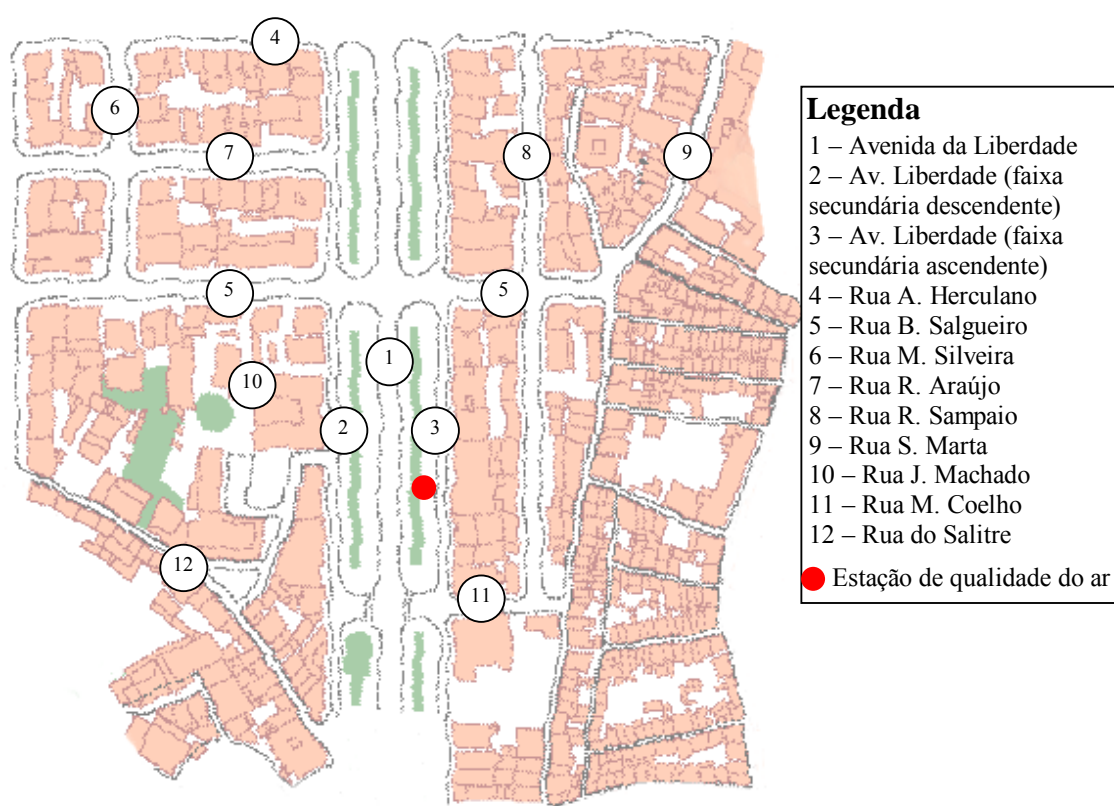 4
6
7
8
9
5
5
1
10
2
3
12
11
Legenda
1 – Avenida da Liberdade
2 – Av. Liberdade (faixa
secundária descendente)
3 – Av. Liberdade (faixa
secundária ascendente)
4 – Rua A. Herculano
5 – Rua B. Salgueiro
6 – Rua M. Silveira
7 – Rua R. Araújo
8 – Rua R. Sampaio
9 – Rua S. Marta
10 – Rua J. Machado
11 – Rua M. Coelho
12 – Rua do Salitre
Estação de qualidade do ar